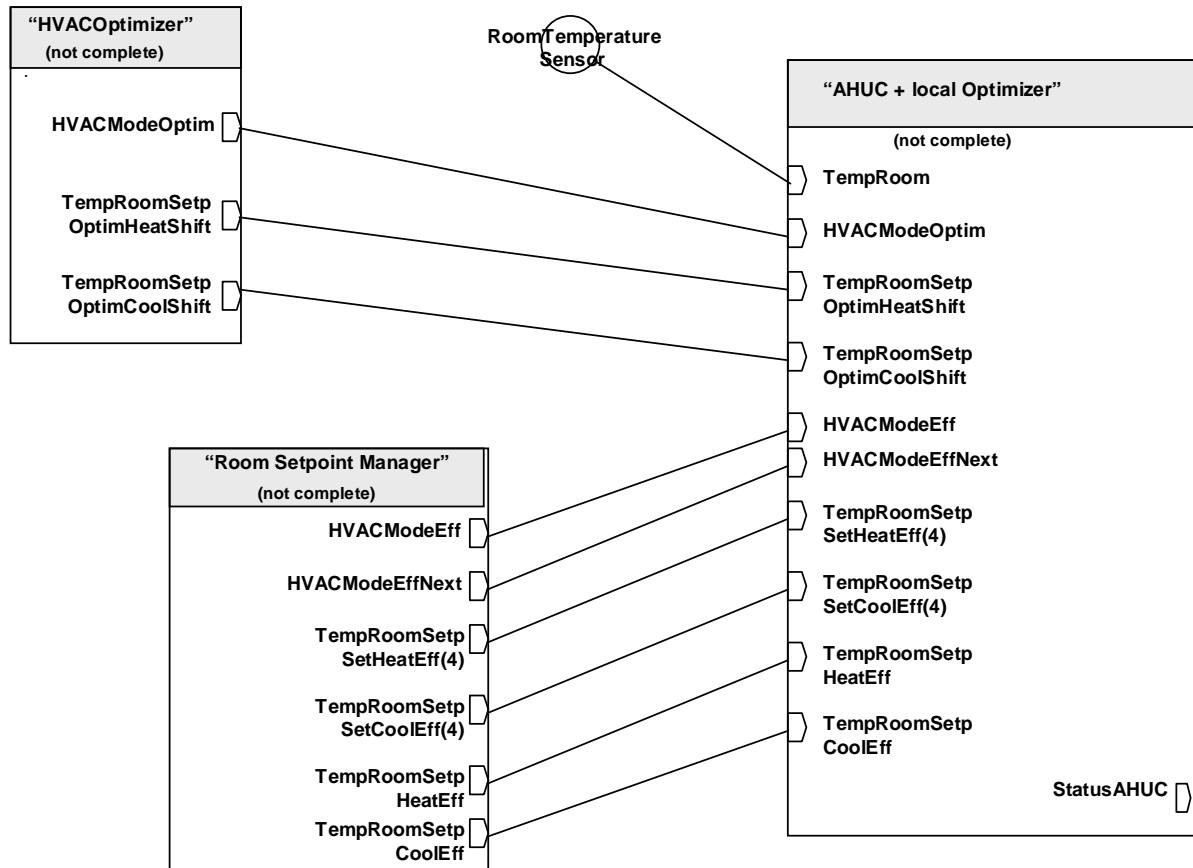 “HVACOptimizer”
(not complete)
HVACModeOptim
TempRoomSetp
OptimHeatShift
TempRoomSetp
OptimCoolShift
RoomTemperature
Sensor
“AHUC + local Optimizer”
(not complete)
TempRoom
HVACModeOptim
TempRoomSetp
OptimHeatShift
TempRoomSetp
OptimCoolShift
HVACModeEff
HVACModeEffNext
TempRoomSetp
SetHeatEff(4)
TempRoomSetp
SetCoolEff(4)
TempRoomSetp
HeatEff
TempRoomSetp
CoolEff
StatusAHUC
“Room Setpoint Manager”
(not complete)
HVACModeEff
HVACModeEffNext
TempRoomSetp
SetHeatEff(4)
TempRoomSetp
SetCoolEff(4)
TempRoomSetp
HeatEff
TempRoomSetp
CoolEff